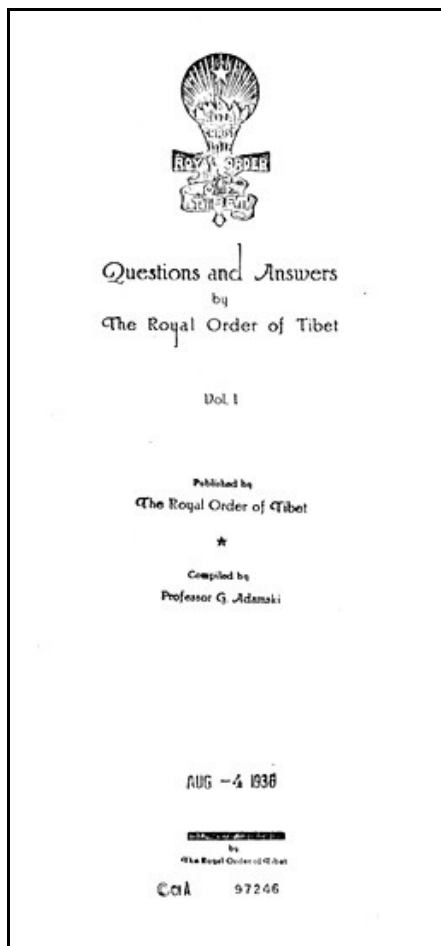 ROYAL ORDER
Questions and Answers
by
The Royal Order of Tibet
Vol. I
Published by
The Royal Order of Tibet
Compiled by
Professor G. Adamski
AUG -4 1936
by
The Royal Order of Tibet
©ClA 97246